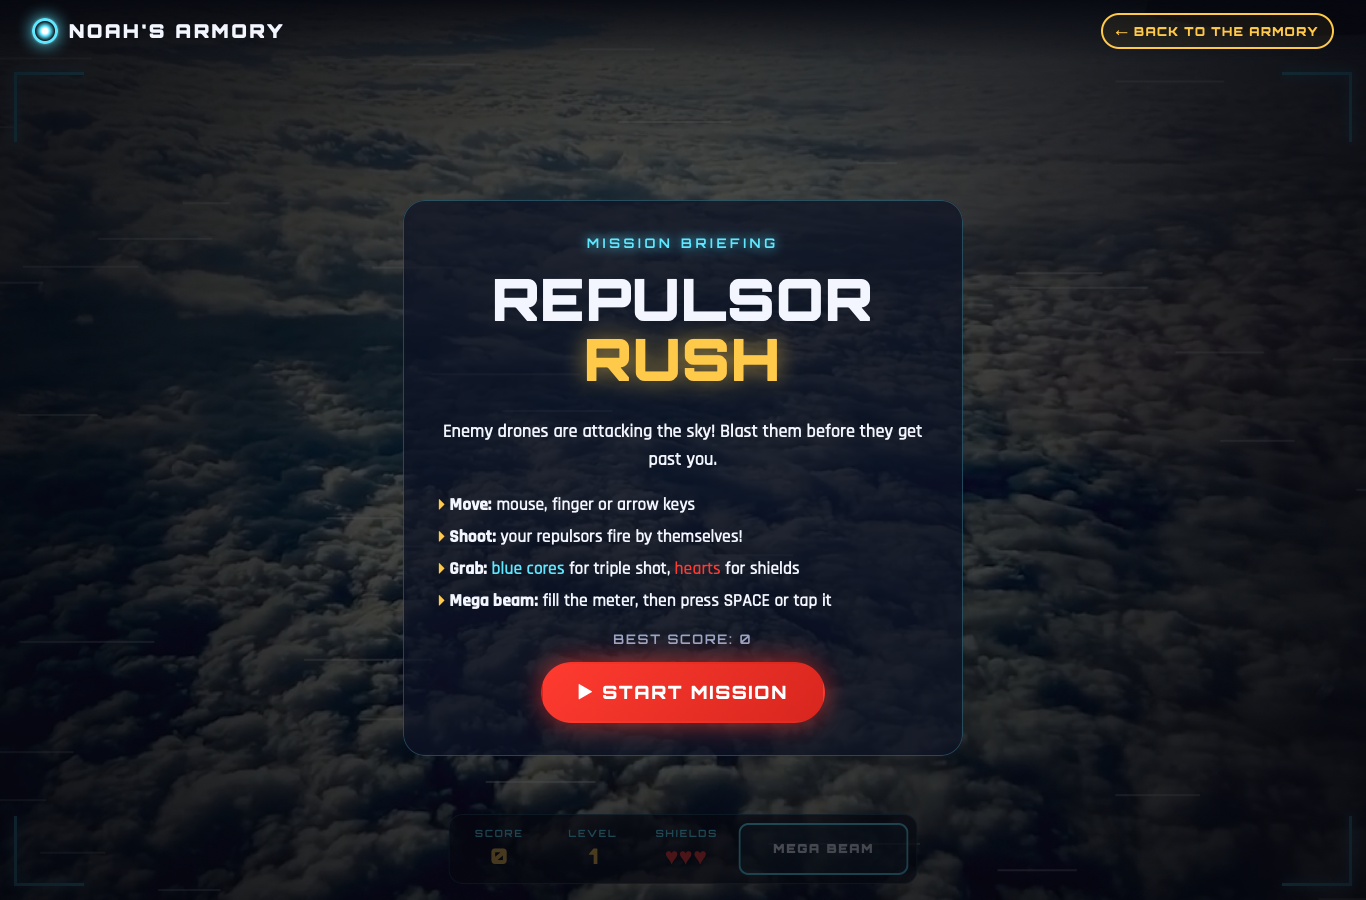 NOAH'S ARMORY
← BACK TO THE ARMORY
MISSION BRIEFING
REPULSOR
RUSH
Enemy drones are attacking the sky! Blast them before they get
past you.
Move: mouse, finger or arrow keys
Shoot: your repulsors fire by themselves!
Grab: blue cores for triple shot, hearts for shields
Mega beam: fill the meter, then press SPACE or tap it
BEST SCORE: 0
▶ START MISSION
SCORE LEVEL SHIELDS
0 1 ♥♥♥ MEGA BEAM